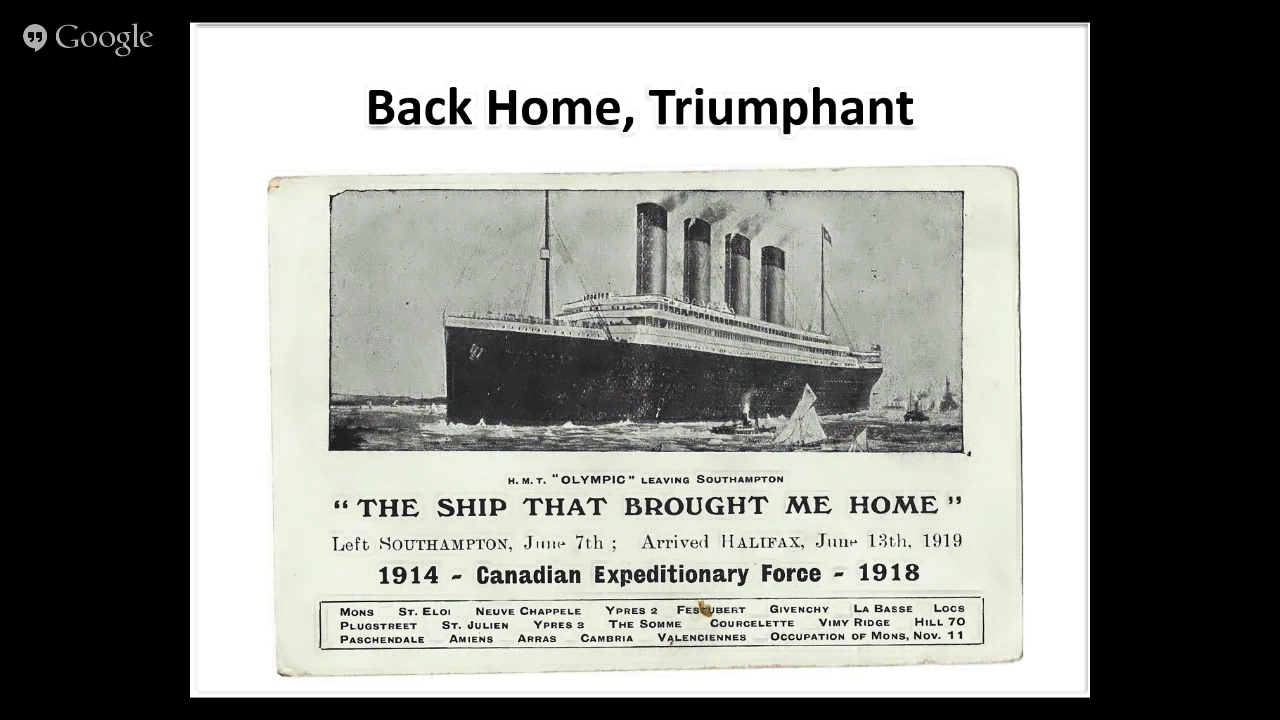 Google
Back Home, Triumphant
H. M. T. "OLYMPIC" LEAVING SOUTHAMPTON
"THE SHIP THAT BROUGHT ME HOME"
Left SOUTHAMPTON, June 7th ; Arrived HALIFAX, June 13th, 1919
1914 - Canadian Expeditionary Force - 1918
MONS ST. ELOI NEUVE CHAPPELE YPRES 2 FESTUBERT GIVENCHY LA BASSE LOOS
PLUGSTREET ST. JULIEN YPRES 3 THE SOMME COURCELETTE VIMY RIDGE HILL 70
PASCHENDALE AMIENS ARRAS CAMBRIA VALENCIENNES OCCUPATION OF MONS, NOV. 11